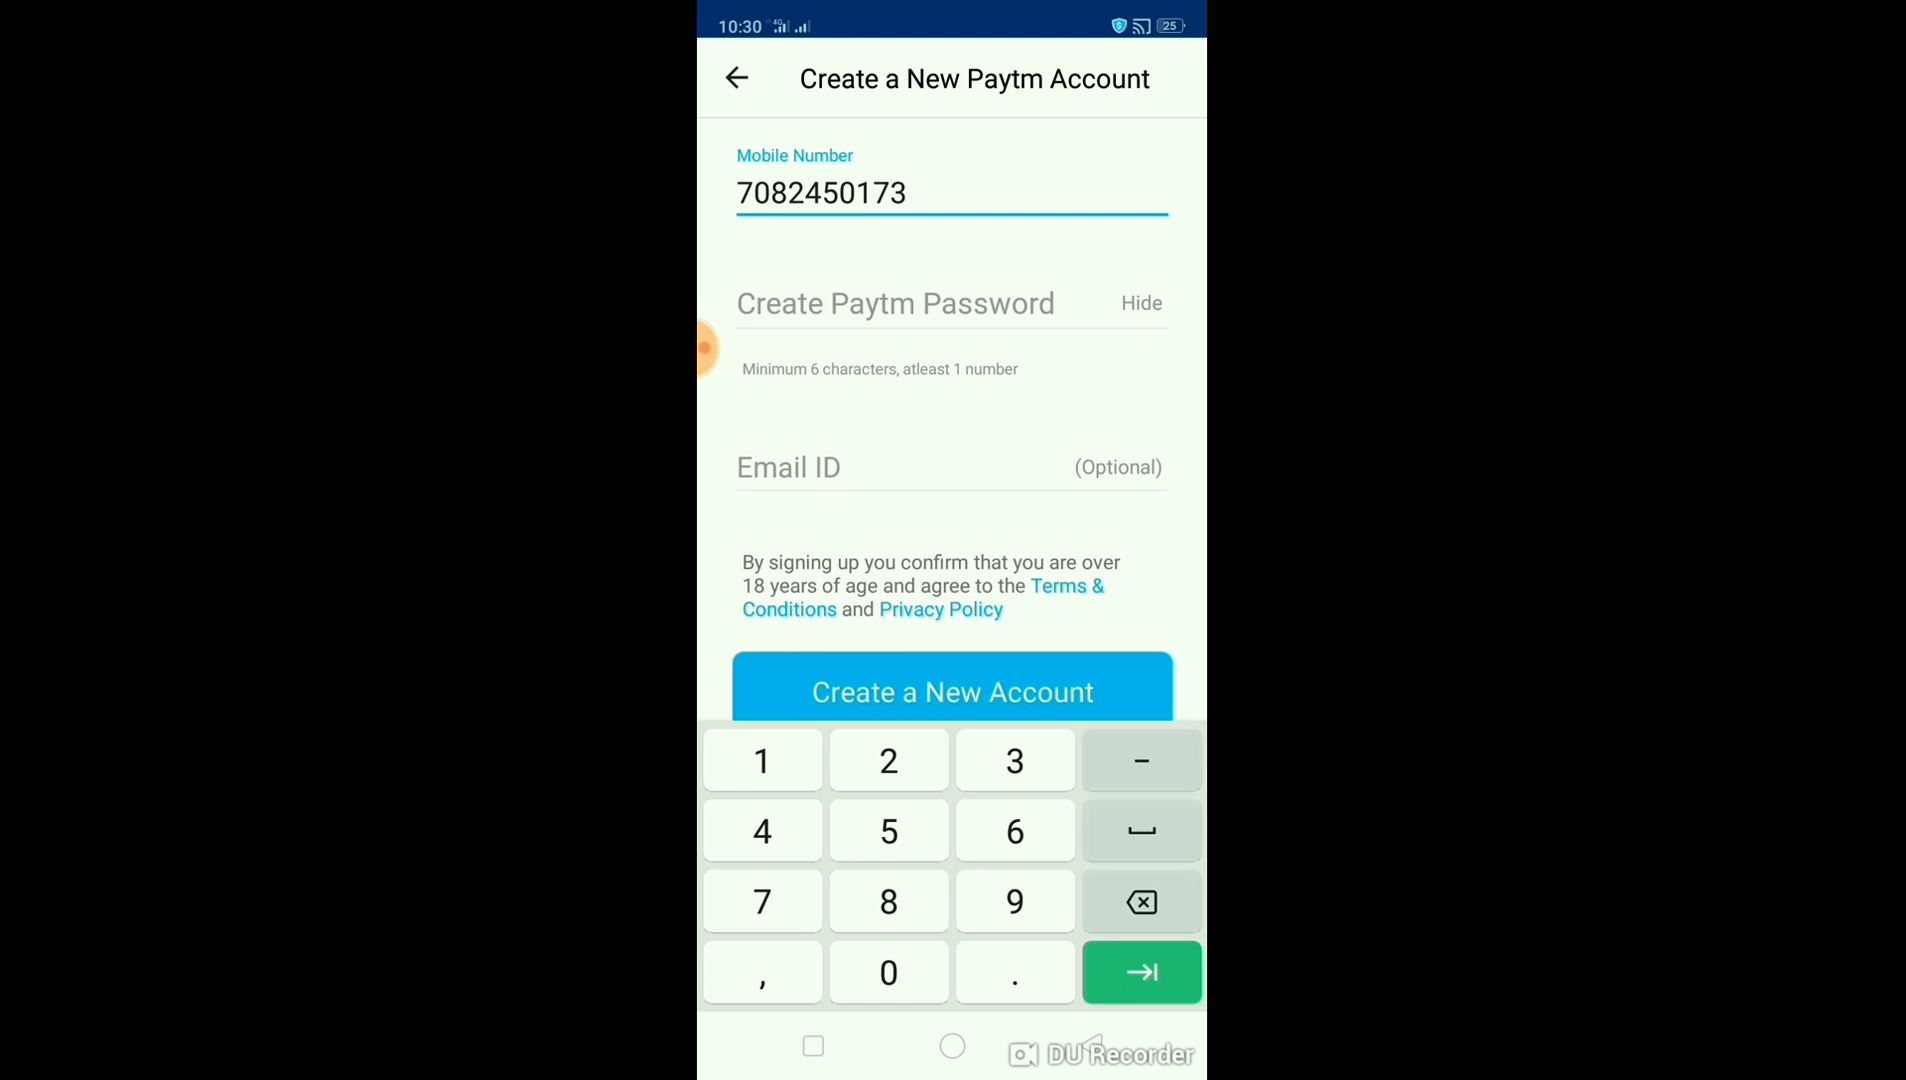 10:30 4G 25
Create a New Paytm Account
Mobile Number
7082450173
Create Paytm Password Hide
Minimum 6 characters, atleast 1 number
Email ID (Optional)
By signing up you confirm that you are over
18 years of age and agree to the Terms &
Conditions and Privacy Policy
Create a New Account
1 2 3 -
4 5 6
7 8 9
, 0 .
DU Recorder